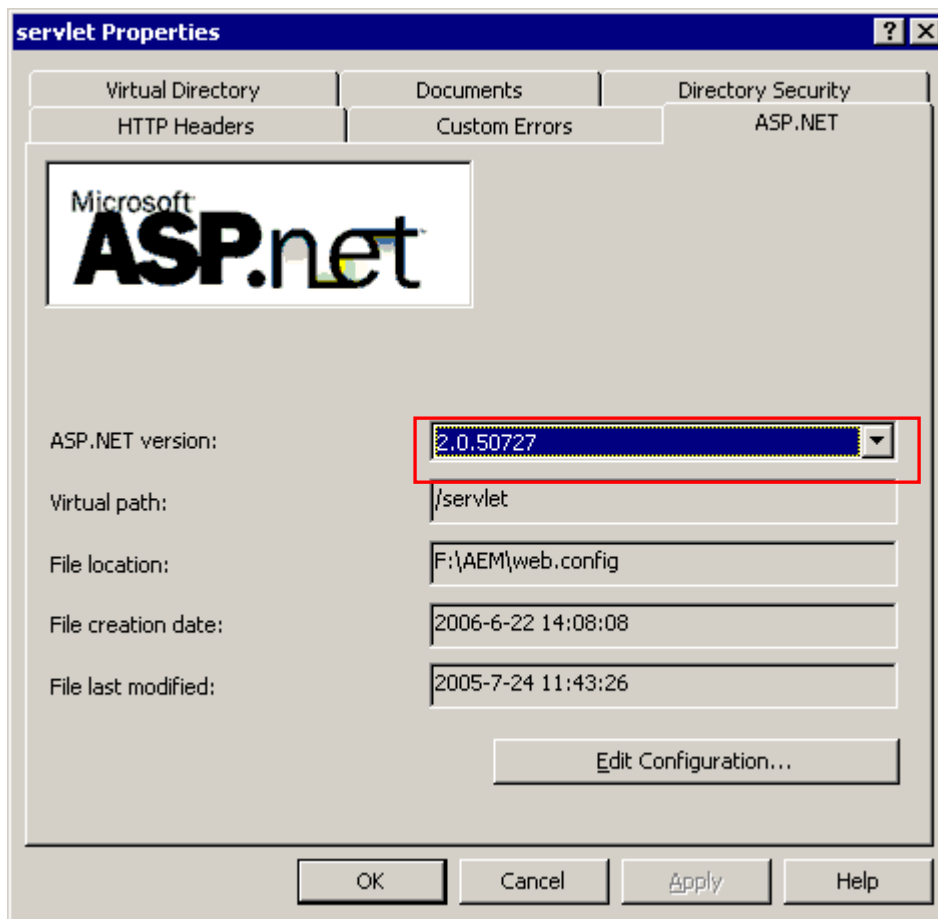 servlet Properties
Virtual Directory Documents Directory Security
HTTP Headers Custom Errors ASP.NET
Microsoft
ASP.net
ASP.NET version: 2.0.50727
Virtual path: /servlet
File location: F:\AEM\web.config
File creation date: 2006-6-22 14:08:08
File last modified: 2005-7-24 11:43:26
Edit Configuration...
OK Cancel Apply Help